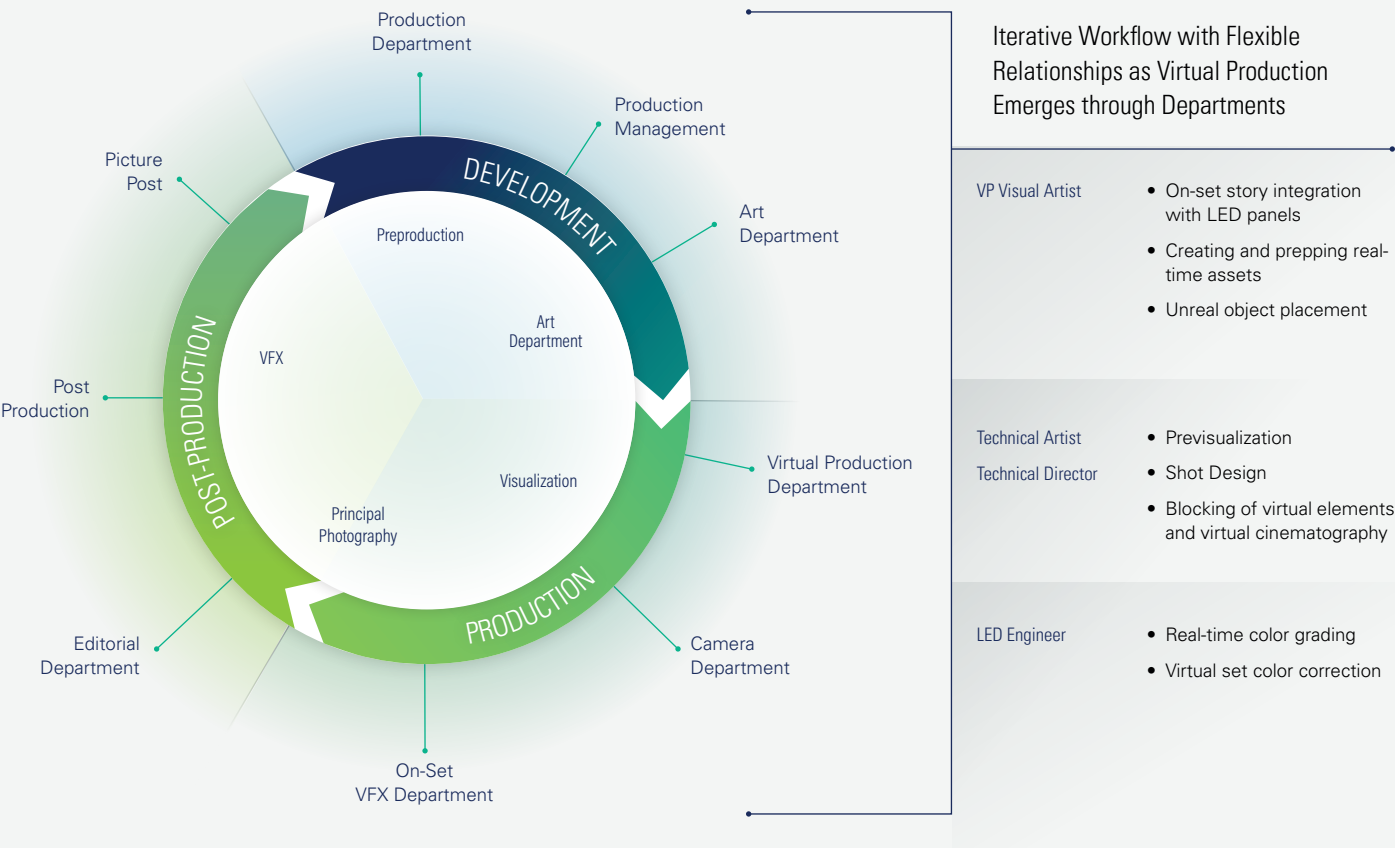 Production
Department
Production
Management
Art
Department
Virtual Production
Department
Camera
Department
On-Set
VFX Department
Editorial
Department
Post
Production
Picture
Post
DEVELOPMENT
PRODUCTION
POST-PRODUCTION
Preproduction
Art
Department
Visualization
Principal
Photography
VFX
Iterative Workflow with Flexible
Relationships as Virtual Production
Emerges through Departments
VP Visual Artist
• On-set story integration
with LED panels
• Creating and prepping real-
time assets
• Unreal object placement
Technical Artist
Technical Director
• Previsualization
• Shot Design
• Blocking of virtual elements
and virtual cinematography
LED Engineer
• Real-time color grading
• Virtual set color correction